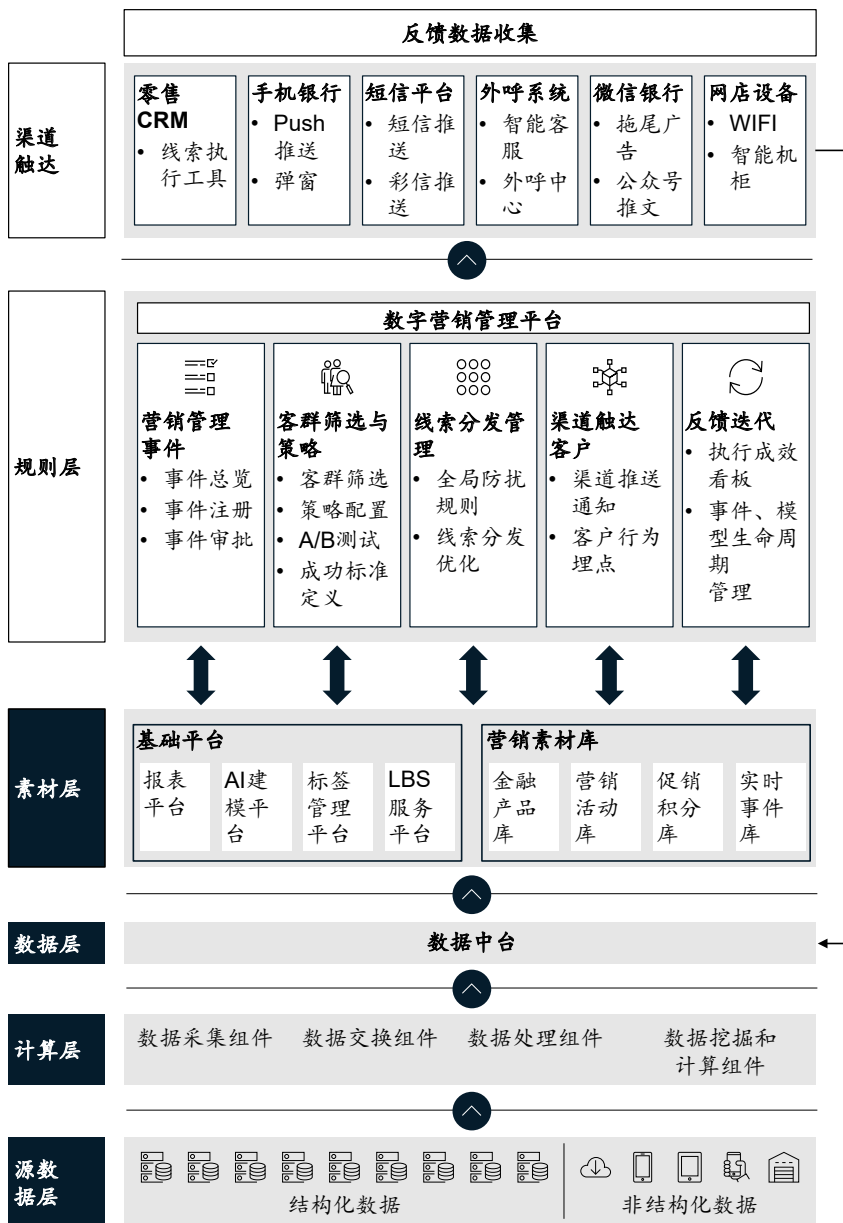 反馈数据收集
渠道
触达
零售
CRM
• 线索执
行工具
手机银行
• Push
推送
• 弹窗
短信平台
• 短信推
送
• 彩信推
送
外呼系统
• 智能客
服
• 外呼中
心
微信银行
• 拖尾广
告
• 公众号
推文
网店设备
• WIFI
• 智能机
柜
规则层
数字营销管理平台
营销管理
事件
• 事件总览
• 事件注册
• 事件审批
客群筛选与
策略
• 客群筛选
• 策略配置
• A/B测试
• 成功标准
定义
线索分发管
理
• 全局防扰
规则
• 线索分发
优化
渠道触达
客户
• 渠道推送
通知
• 客户行为
埋点
反馈迭代
• 执行成效
看板
• 事件、模
型生命周
期
管理
素材层
基础平台
报表
平台
AI建
模平
台
标签
管理
平台
LBS
服务
平台
营销素材库
金融
产品
库
营销
活动
库
促销
积分
库
实时
事件
库
数据层
数据中台
计算层
数据采集组件
数据交换组件
数据处理组件
数据挖掘和
计算组件
源数
据层
结构化数据
非结构化数据